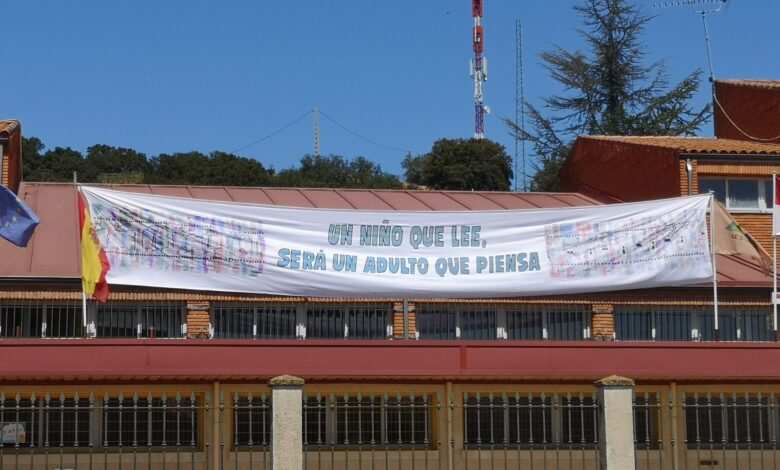 UN NIÑO QUE LEE,
SERÁ UN ADULTO QUE PIENSA